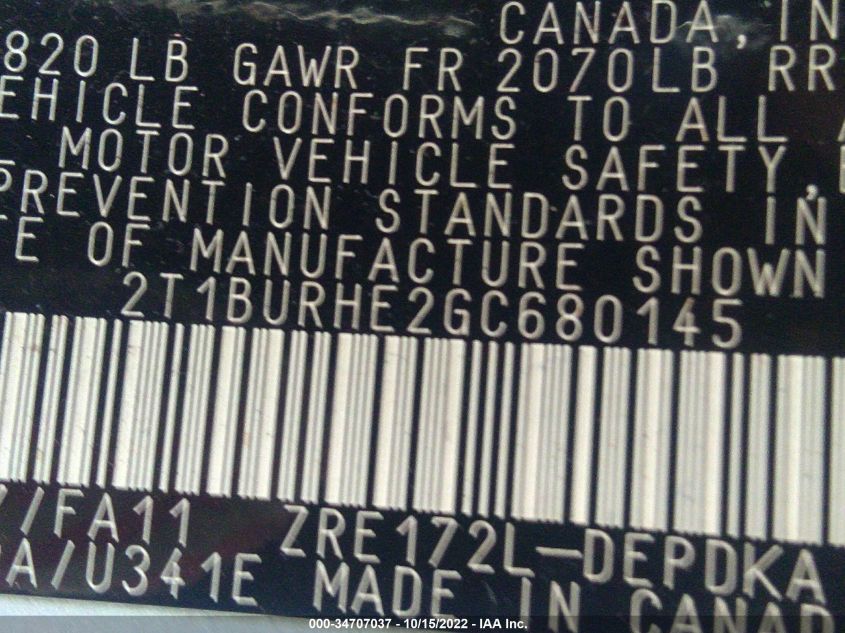 CANADA, IN
820 LB GAWR FR 2070LB RR
EHICLE CONFORMS TO ALL A
MOTOR VEHICLE SAFETY,
PREVENTION STANDARDS IN
E OF MANUFACTURE SHOWN
2T1BURHE2GC680145
/FA11 ZRE172L-DEPDKA
A/U341E MADE IN CANAD
000-34707037 - 10/15/2022 - IAA Inc.